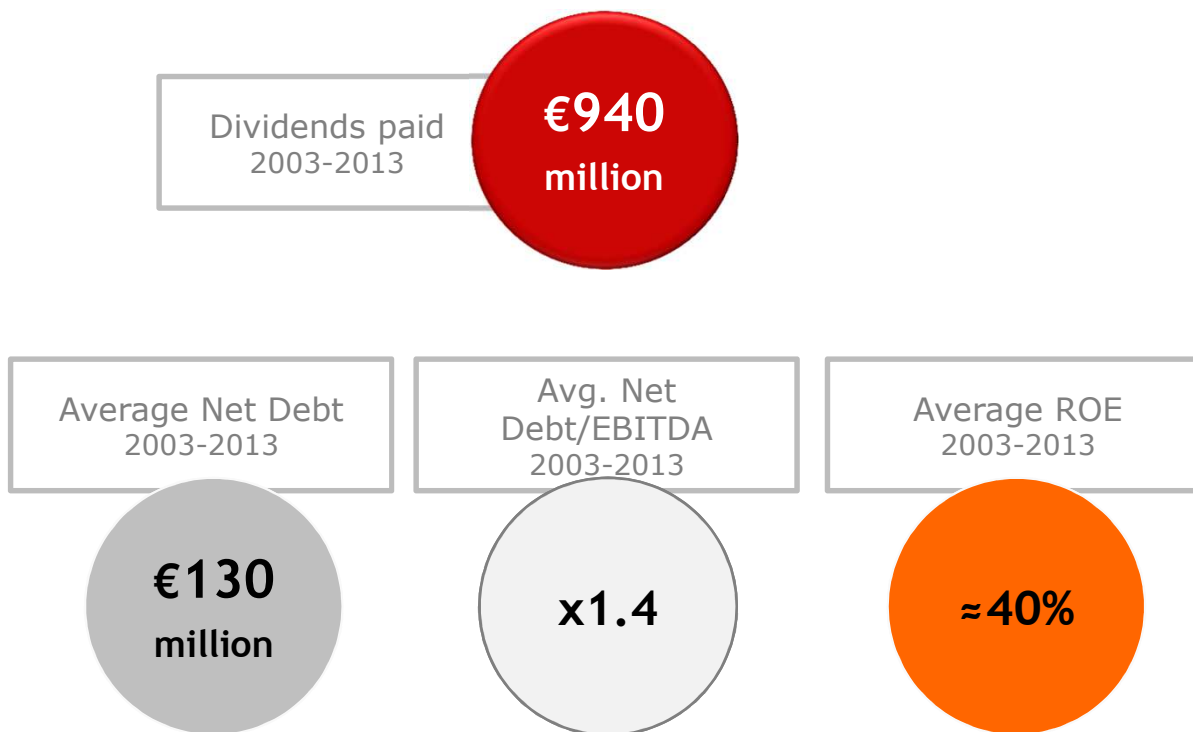 Dividends paid
2003-2013
€940
million
Average Net Debt
2003-2013
€130
million
Avg. Net
Debt/EBITDA
2003-2013
x1.4
Average ROE
2003-2013
≈40%